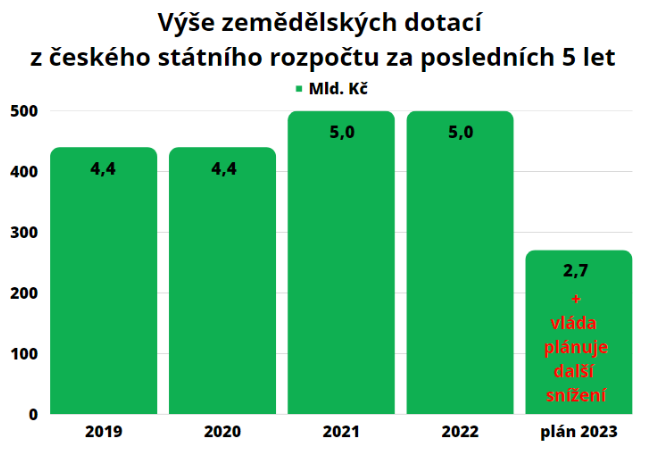 Výše zemědělských dotací
z českého státního rozpočtu za posledních 5 let
Mld. Kč
500
400
300
200
100
0
4,4
4,4
5,0
5,0
2,7
+
vláda
plánuje
další
snížení
2019
2020
2021
2022
plán 2023